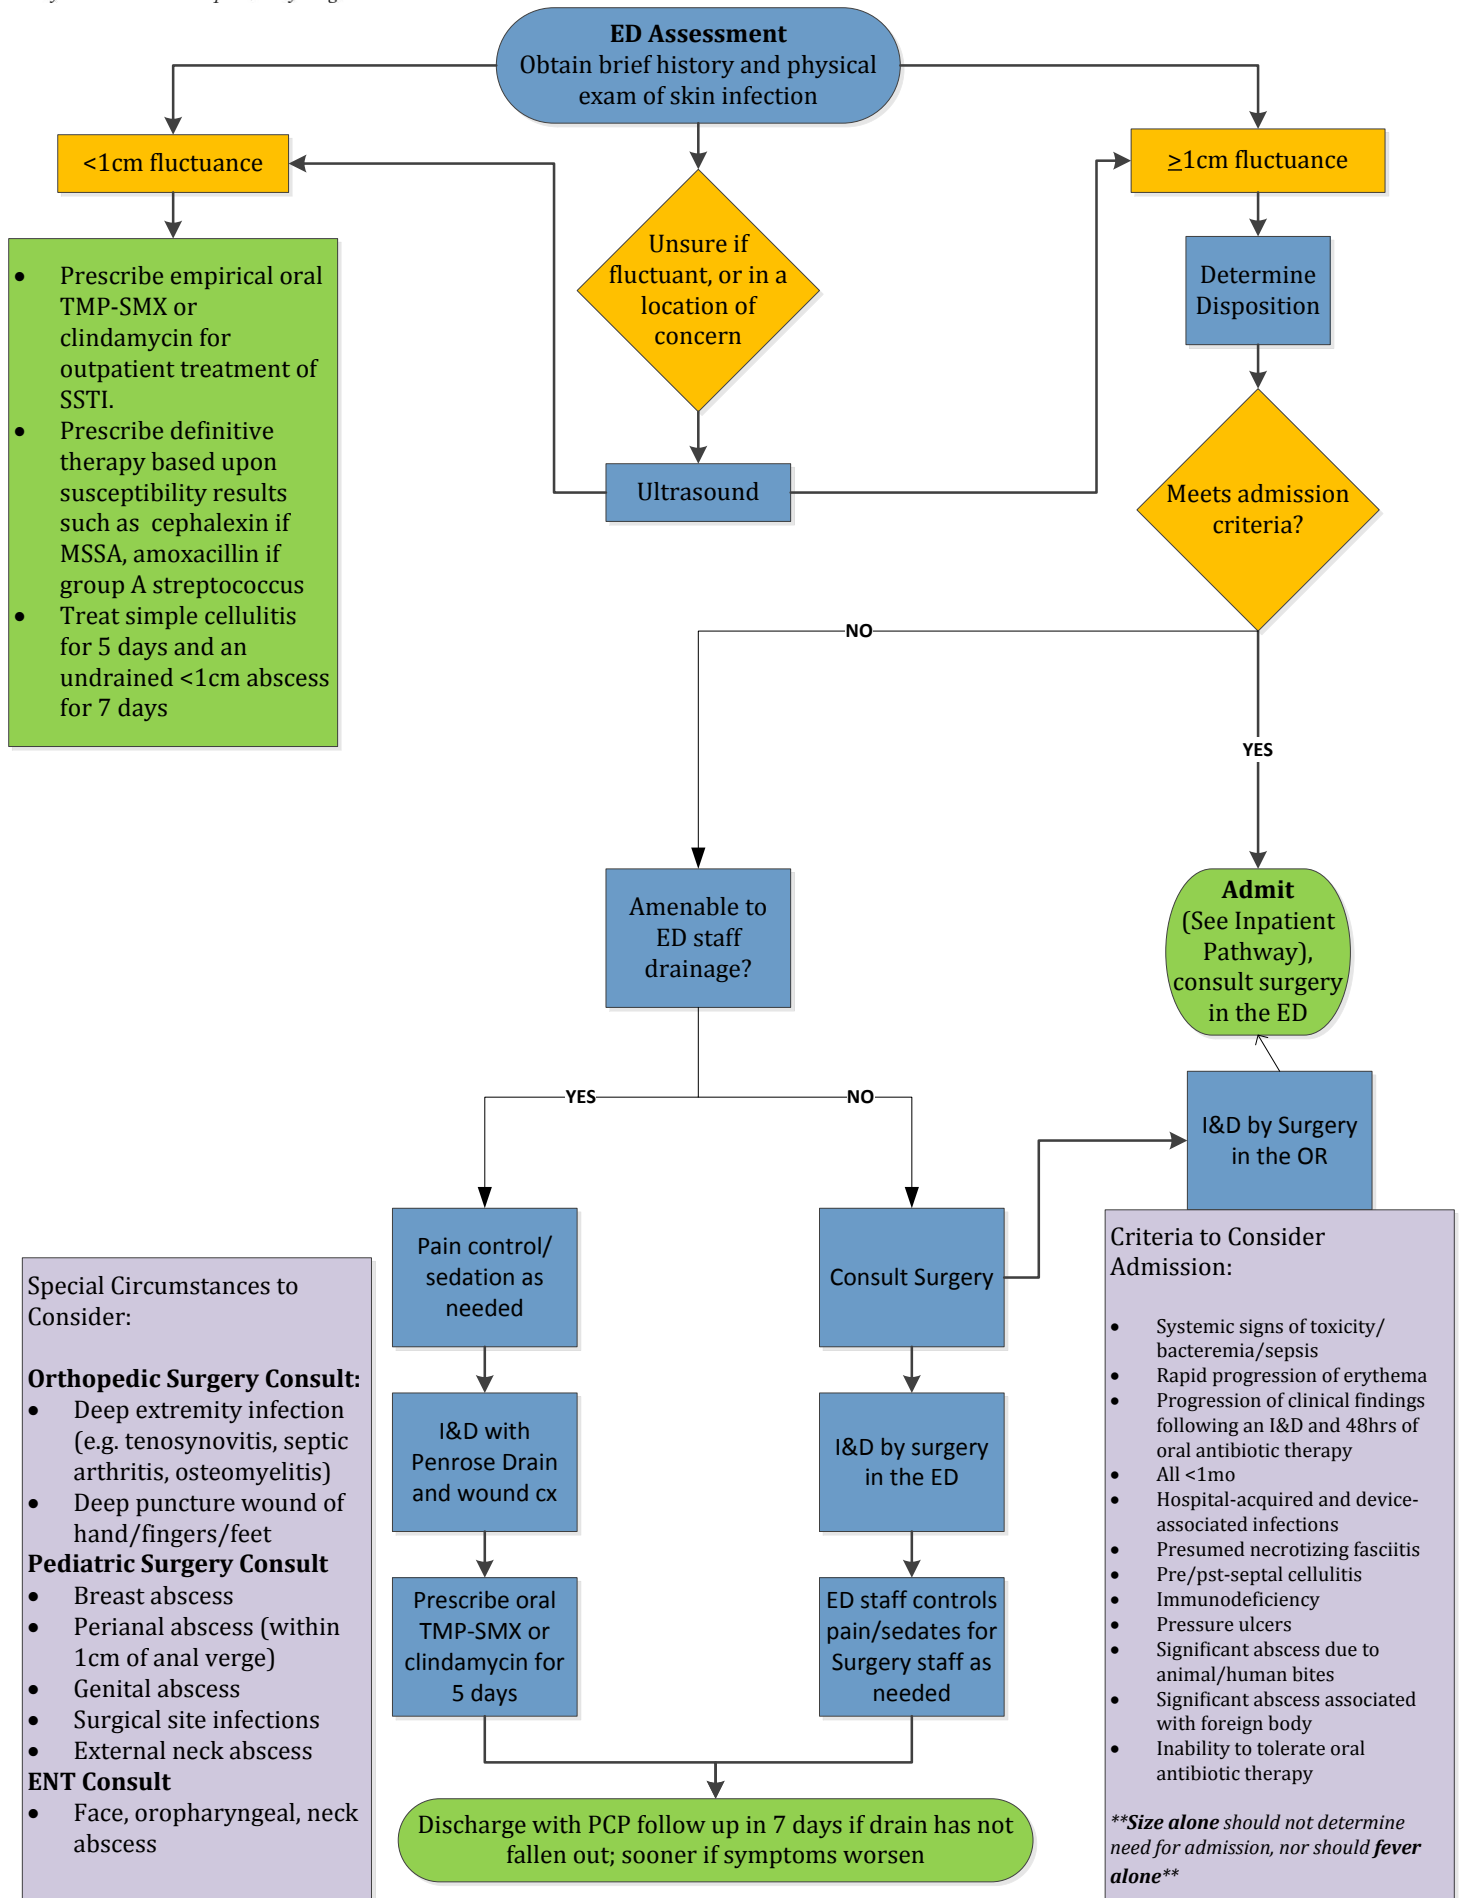 ED Assessment
Obtain brief history and physical
exam of skin infection
<1cm fluctuance
≥1cm fluctuance
Unsure if
fluctuant, or in a
location of
concern
Determine
Disposition
• Prescribe empirical oral
TMP-SMX or
clindamycin for
outpatient treatment of
SSTI.
• Prescribe definitive
therapy based upon
susceptibility results
such as cephalexin if
MSSA, amoxacillin if
group A streptococcus
• Treat simple cellulitis
for 5 days and an
undrained <1cm abscess
for 7 days
Ultrasound
Meets admission
criteria?
NO
YES
Amenable to
ED staff
drainage?
Admit
(See Inpatient
Pathway),
consult surgery
in the ED
YES
NO
I&D by Surgery
in the OR
Pain control/
sedation as
needed
Consult Surgery
I&D with
Penrose Drain
and wound cx
I&D by surgery
in the ED
Prescribe oral
TMP-SMX or
clindamycin for
5 days
ED staff controls
pain/sedates for
Surgery staff as
needed
Discharge with PCP follow up in 7 days if drain has not
fallen out; sooner if symptoms worsen
Special Circumstances to
Consider:
Orthopedic Surgery Consult:
• Deep extremity infection
(e.g. tenosynovitis, septic
arthritis, osteomyelitis)
• Deep puncture wound of
hand/fingers/feet
Pediatric Surgery Consult
• Breast abscess
• Perianal abscess (within
1cm of anal verge)
• Genital abscess
• Surgical site infections
• External neck abscess
ENT Consult
• Face, oropharyngeal, neck
abscess
Criteria to Consider
Admission:
• Systemic signs of toxicity/
bacteremia/sepsis
• Rapid progression of erythema
• Progression of clinical findings
following an I&D and 48hrs of
oral antibiotic therapy
• All <1mo
• Hospital-acquired and device-
associated infections
• Presumed necrotizing fasciitis
• Pre/pst-septal cellulitis
• Immunodeficiency
• Pressure ulcers
• Significant abscess due to
animal/human bites
• Significant abscess associated
with foreign body
• Inability to tolerate oral
antibiotic therapy
**Size alone should not determine
need for admission, nor should fever
alone**